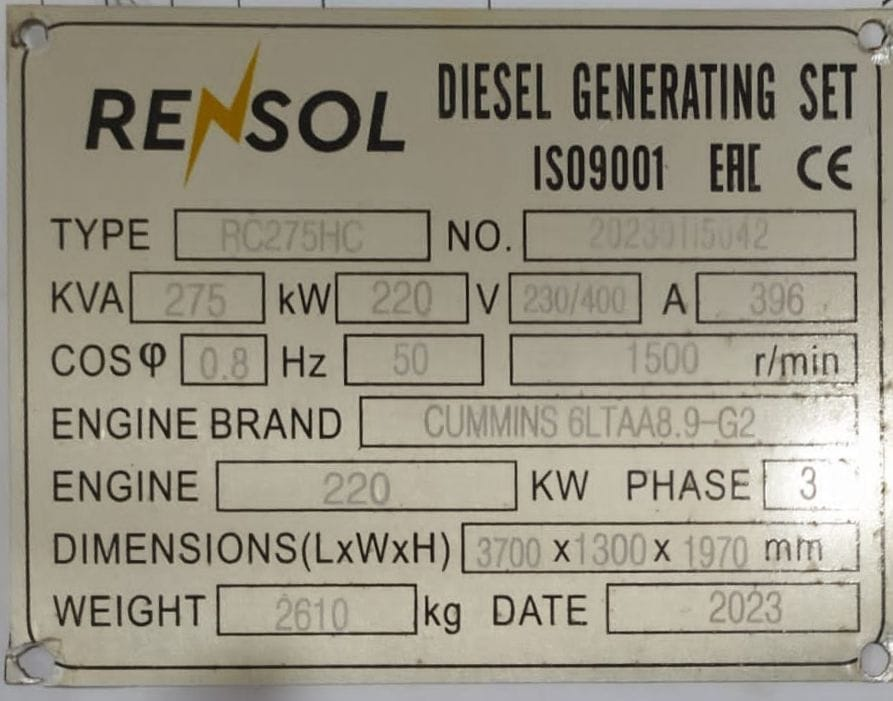 RENSOL
DIESEL GENERATING SET
ISO9001 EAC CE
TYPE RC275HC NO.
KVA 275 kW 220 V 230/400 A 396
COSφ 0.8 Hz 50 1500 r/min
ENGINE BRAND CUMMINS 6LTAA8.9-G2
ENGINE 220 KW PHASE 3
DIMENSIONS(LxWxH) 3700 x1300x 1970 mm
WEIGHT 2610 kg DATE 2023